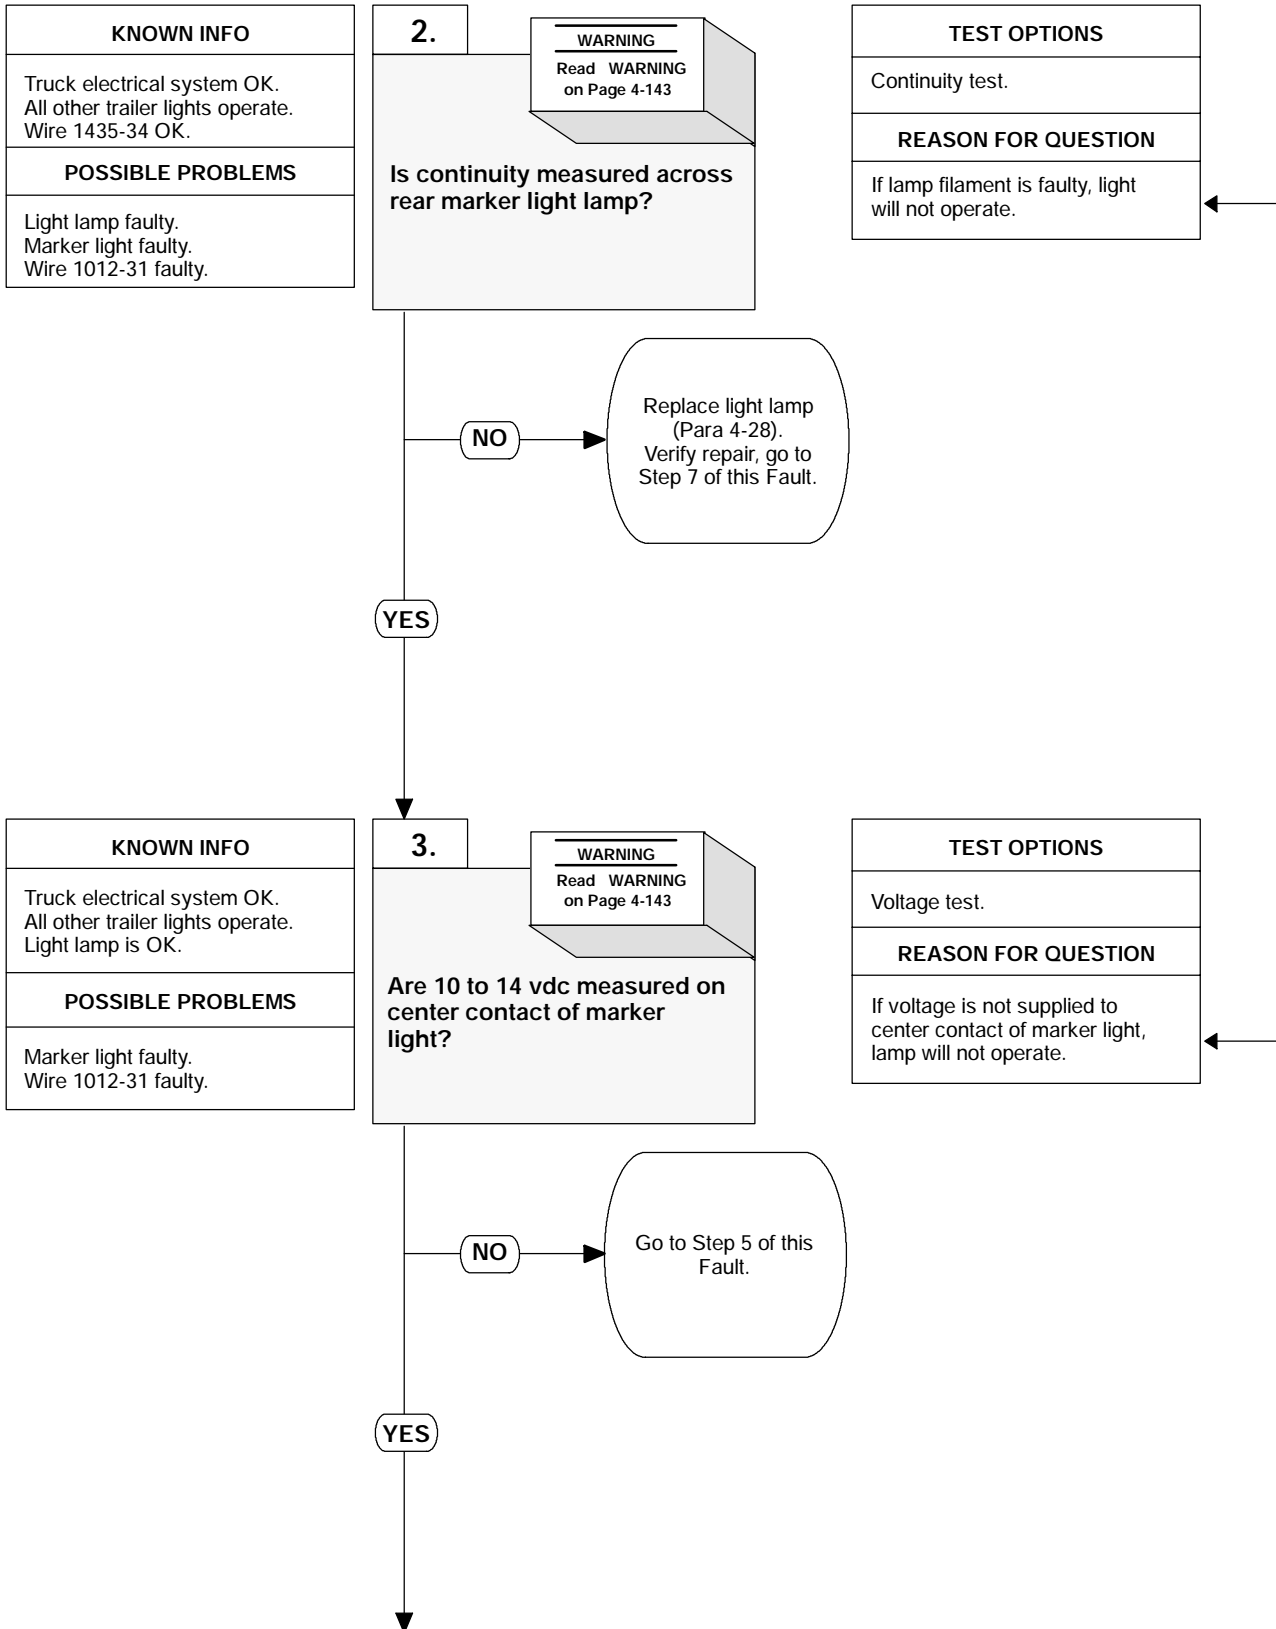 KNOWN INFO
Truck electrical system OK.
All other trailer lights operate.
Wire 1435-34 OK.
POSSIBLE PROBLEMS
Light lamp faulty.
Marker light faulty.
Wire 1012-31 faulty.
2.
WARNING
Read WARNING
on Page 4-143
Is continuity measured across
rear marker light lamp?
TEST OPTIONS
Continuity test.
REASON FOR QUESTION
If lamp filament is faulty, light
will not operate.
NO
Replace light lamp
(Para 4-28).
Verify repair, go to
Step 7 of this Fault.
YES
KNOWN INFO
Truck electrical system OK.
All other trailer lights operate.
Light lamp is OK.
POSSIBLE PROBLEMS
Marker light faulty.
Wire 1012-31 faulty.
3.
WARNING
Read WARNING
on Page 4-143
Are 10 to 14 vdc measured on
center contact of marker
light?
TEST OPTIONS
Voltage test.
REASON FOR QUESTION
If voltage is not supplied to
center contact of marker light,
lamp will not operate.
NO
Go to Step 5 of this
Fault.
YES